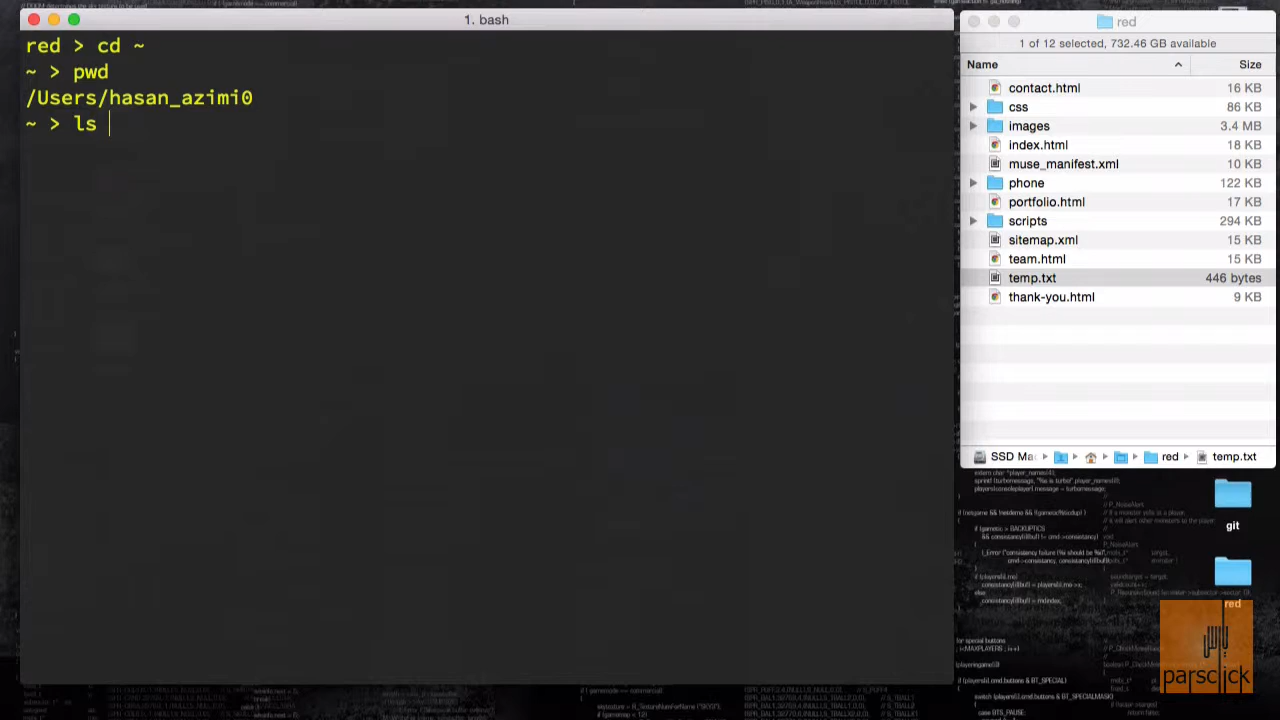 1. bash
red > cd ~
~ > pwd
/Users/hasan_azimi0
~ > ls
red
1 of 12 selected, 732.46 GB available
Name Size
contact.html 16 KB
css 86 KB
images 3.4 MB
index.html 18 KB
muse_manifest.xml 10 KB
phone 122 KB
portfolio.html 17 KB
scripts 294 KB
sitemap.xml 15 KB
team.html 15 KB
temp.txt 446 bytes
thank-you.html 9 KB
SSD Ma red temp.txt
git
red
پارس
parsclick